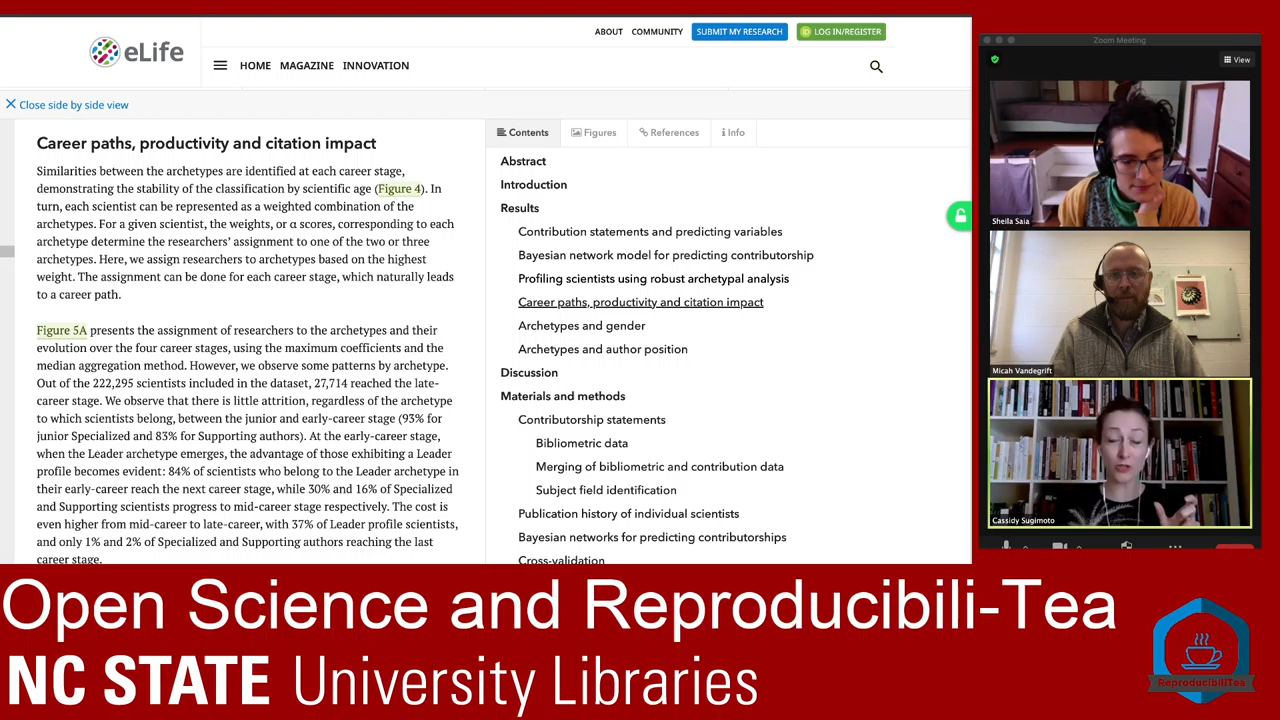 eLife
ABOUT
COMMUNITY
SUBMIT MY RESEARCH
LOG IN/REGISTER
HOME
MAGAZINE
INNOVATION
Close side by side view
Career paths, productivity and citation impact
Similarities between the archetypes are identified at each career stage,
demonstrating the stability of the classification by scientific age (Figure 4). In
turn, each scientist can be represented as a weighted combination of the
archetypes. For a given scientist, the weights, or α scores, corresponding to each
archetype determine the researchers' assignment to one of the two or three
archetypes. Here, we assign researchers to archetypes based on the highest
weight. The assignment can be done for each career stage, which naturally leads
to a career path.
Figure 5A presents the assignment of researchers to the archetypes and their
evolution over the four career stages, using the maximum coefficients and the
median aggregation method. However, we observe some patterns by archetype.
Out of the 222,295 scientists included in the dataset, 27,714 reached the late-
career stage. We observe that there is little attrition, regardless of the archetype
to which scientists belong, between the junior and early-career stage (93% for
junior Specialized and 83% for Supporting authors). At the early-career stage,
when the Leader archetype emerges, the advantage of those exhibiting a Leader
profile becomes evident: 84% of scientists who belong to the Leader archetype in
their early-career reach the next career stage, while 30% and 16% of Specialized
and Supporting scientists progress to mid-career stage respectively. The cost is
even higher from mid-career to late-career, with 37% of Leader profile scientists,
and only 1% and 2% of Specialized and Supporting authors reaching the last
career stage.
Contents
Figures
References
Info
Abstract
Introduction
Results
Contribution statements and predicting variables
Bayesian network model for predicting contributorship
Profiling scientists using robust archetypal analysis
Career paths, productivity and citation impact
Archetypes and gender
Archetypes and author position
Discussion
Materials and methods
Contributorship statements
Bibliometric data
Merging of bibliometric and contribution data
Subject field identification
Publication history of individual scientists
Bayesian networks for predicting contributorships
Cross-validation
Zoom Meeting
View
Sheila Saia
Micah Vandegrift
Cassidy Sugimoto
Open Science and Reproducibili-Tea
NC STATE University Libraries
ReproducibiliTea